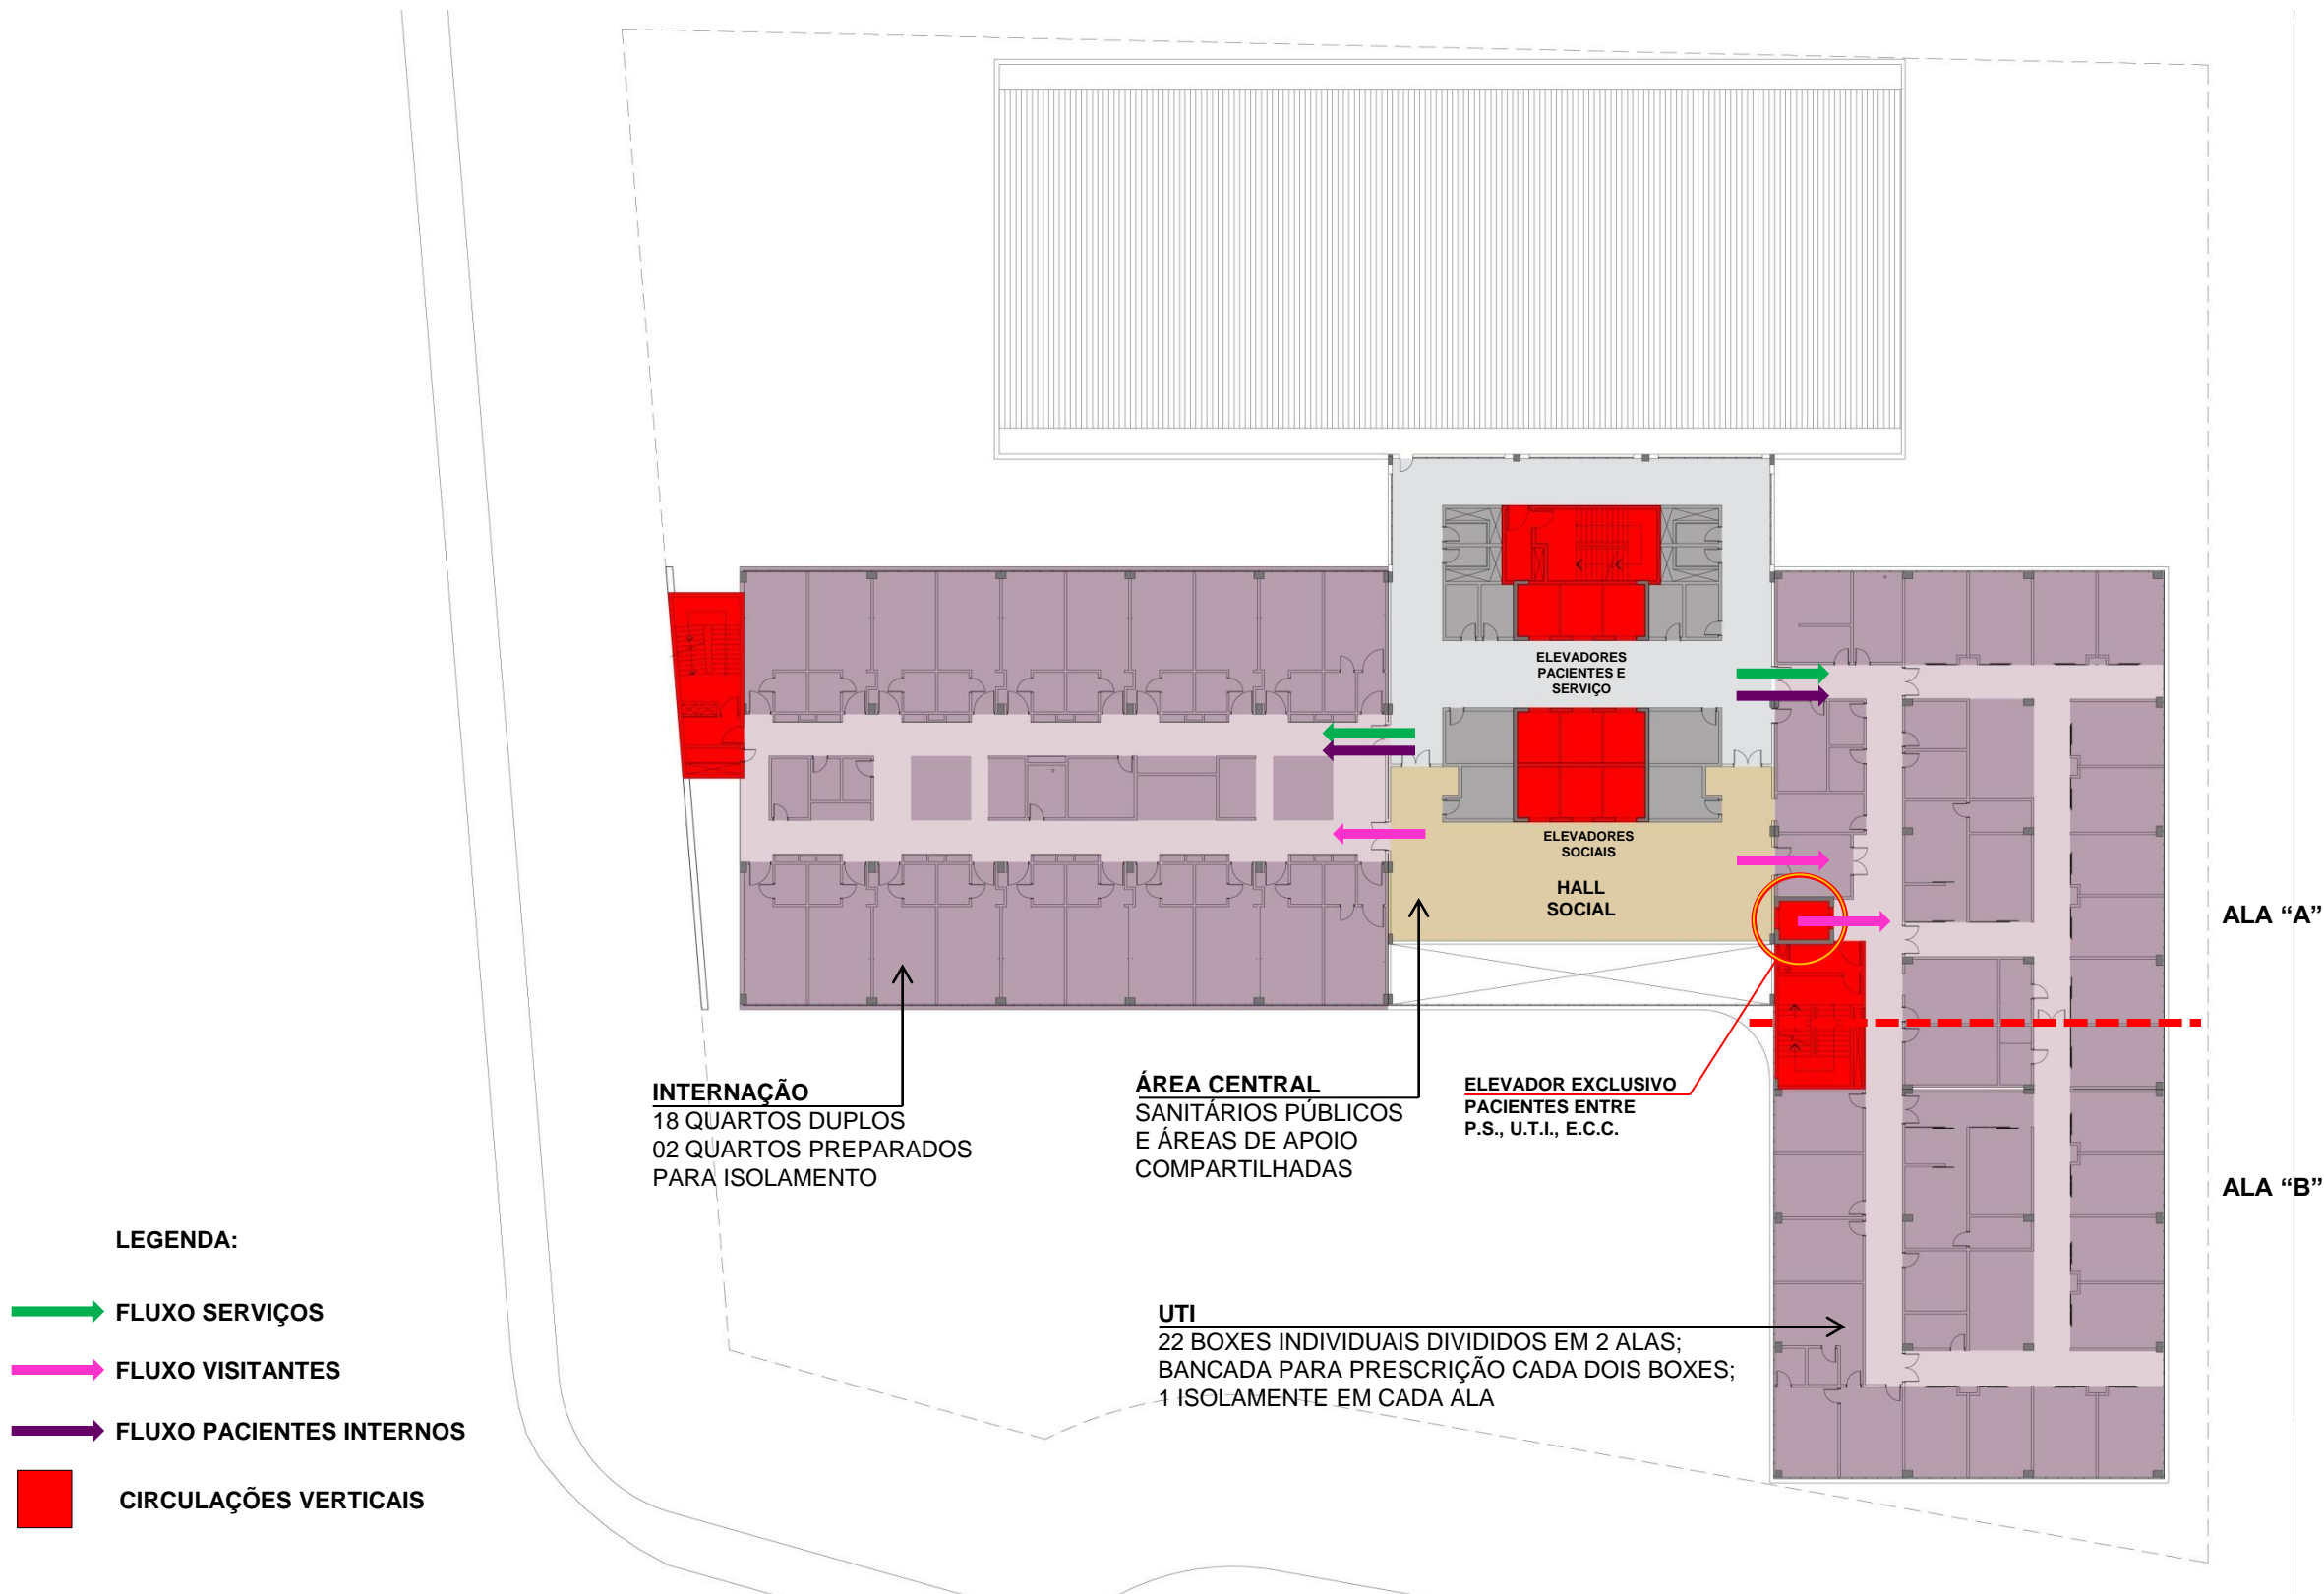 ELEVADORES
PACIENTES E
SERVIÇO
ELEVADORES
SOCIAIS
HALL
SOCIAL
ALA “A”
INTERNAÇÃO
18 QUARTOS DUPLOS
02 QUARTOS PREPARADOS
PARA ISOLAMENTO
ÁREA CENTRAL
SANITÁRIOS PÚBLICOS
E ÁREAS DE APOIO
COMPARTILHADAS
ELEVADOR EXCLUSIVO
PACIENTES ENTRE
P.S., U.T.I., E.C.C.
ALA “B”
UTI
22 BOXES INDIVIDUAIS DIVIDIDOS EM 2 ALAS;
BANCADA PARA PRESCRIÇÃO CADA DOIS BOXES;
1 ISOLAMENTE EM CADA ALA
LEGENDA:
FLUXO SERVIÇOS
FLUXO VISITANTES
FLUXO PACIENTES INTERNOS
CIRCULAÇÕES VERTICAIS